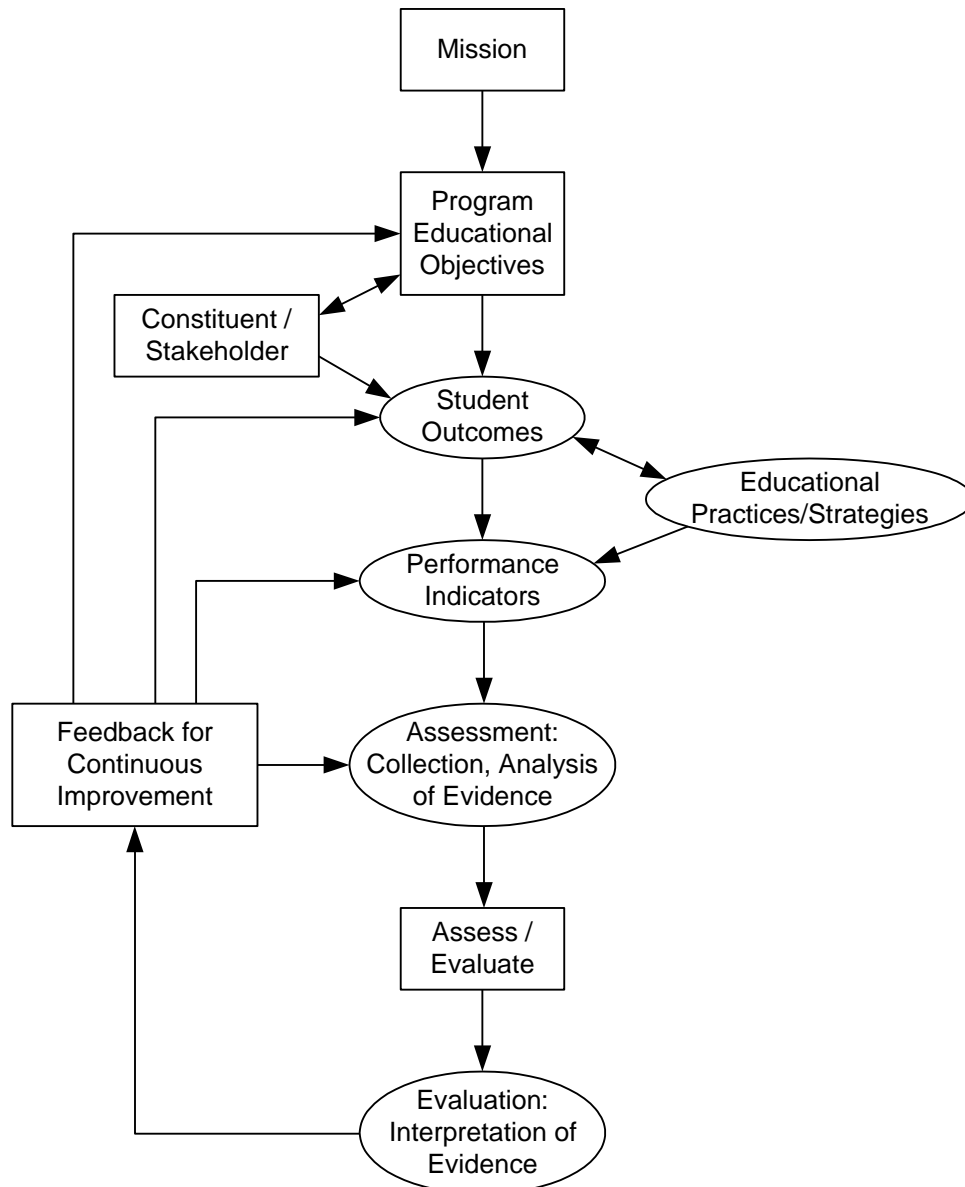 Mission
Program
Educational
Objectives
Constituent /
Stakeholder
Student
Outcomes
Educational
Practices/Strategies
Performance
Indicators
Feedback for
Continuous
Improvement
Assessment:
Collection, Analysis
of Evidence
Assess /
Evaluate
Evaluation:
Interpretation of
Evidence